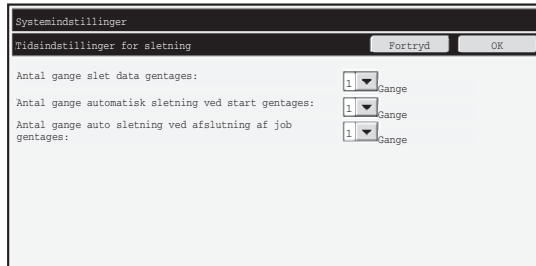 Systemindstillinger
Tidsindstillinger for sletning Fortryd OK
Antal gange slet data gentages: 1 Gange
Antal gange automatisk sletning ved start gentages: 1 Gange
Antal gange auto sletning ved afslutning af job
gentages: 1 Gange